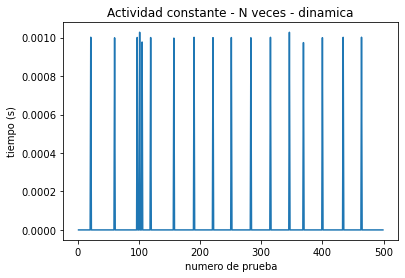 Actividad constante - N veces - dinamica
0.0010
0.0008
0.0006
0.0004
0.0002
0.0000
tiempo (s)
0 100 200 300 400 500
numero de prueba